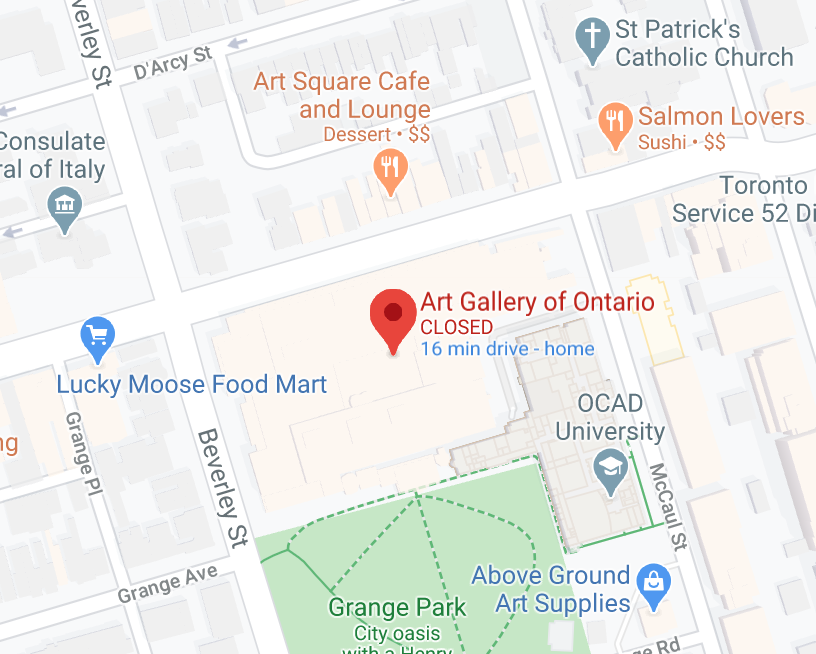 Beverley St
D'Arcy St
St Patrick's
Catholic Church
Art Square Cafe
and Lounge
Dessert • $$
Salmon Lovers
Sushi • $$
Consulate
ral of Italy
Toronto
Service 52 Di
Art Gallery of Ontario
CLOSED
16 min drive - home
Lucky Moose Food Mart
OCAD
University
Grange Pl
ng
Beverley St
McCaul St
Grange Ave
Above Ground
Art Supplies
Grange Park
City oasis
with a Henry
ge Rd